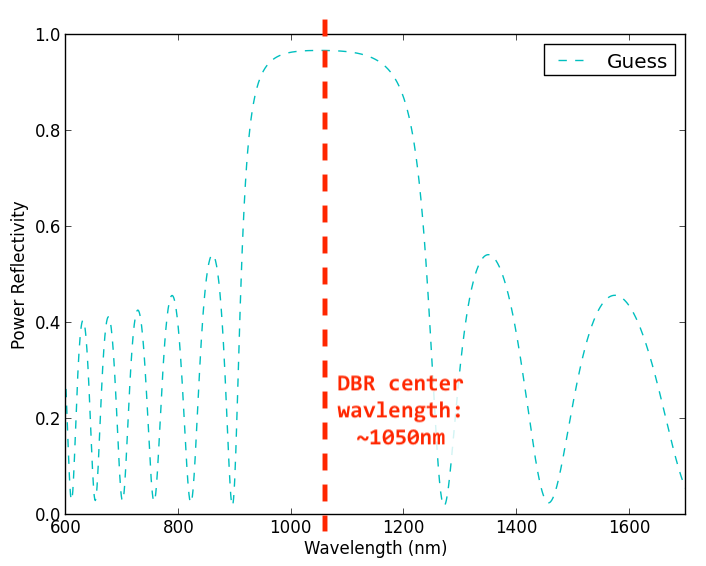 1.0
0.8
0.6
0.4
0.2
0.0
Power Reflectivity
Guess
DBR center
wavlength:
~1050nm
600 800 1000 1200 1400 1600
Wavelength (nm)